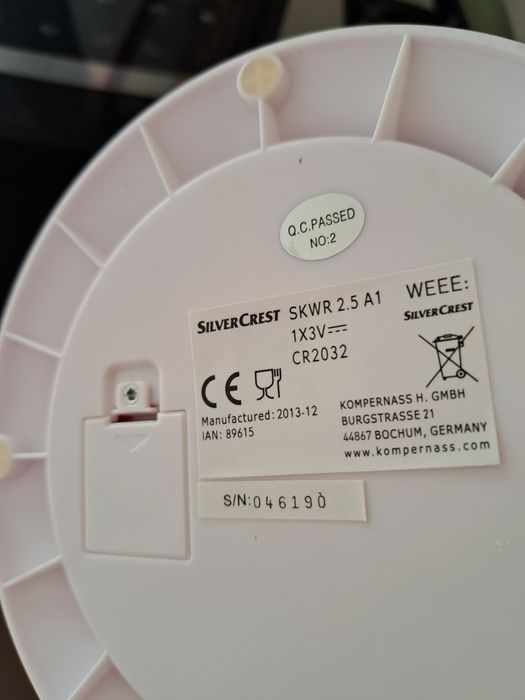 Q.C.PASSED
NO:2
SILVERCREST SKWR 2.5 A1
1X3V⎓
CR2032
WEEE:
SILVERCREST
CE
Manufactured: 2013-12
IAN: 89615
KOMPERNASS H. GMBH
BURGSTRASSE 21
44867 BOCHUM, GERMANY
www.kompernass.com
S/N:046190